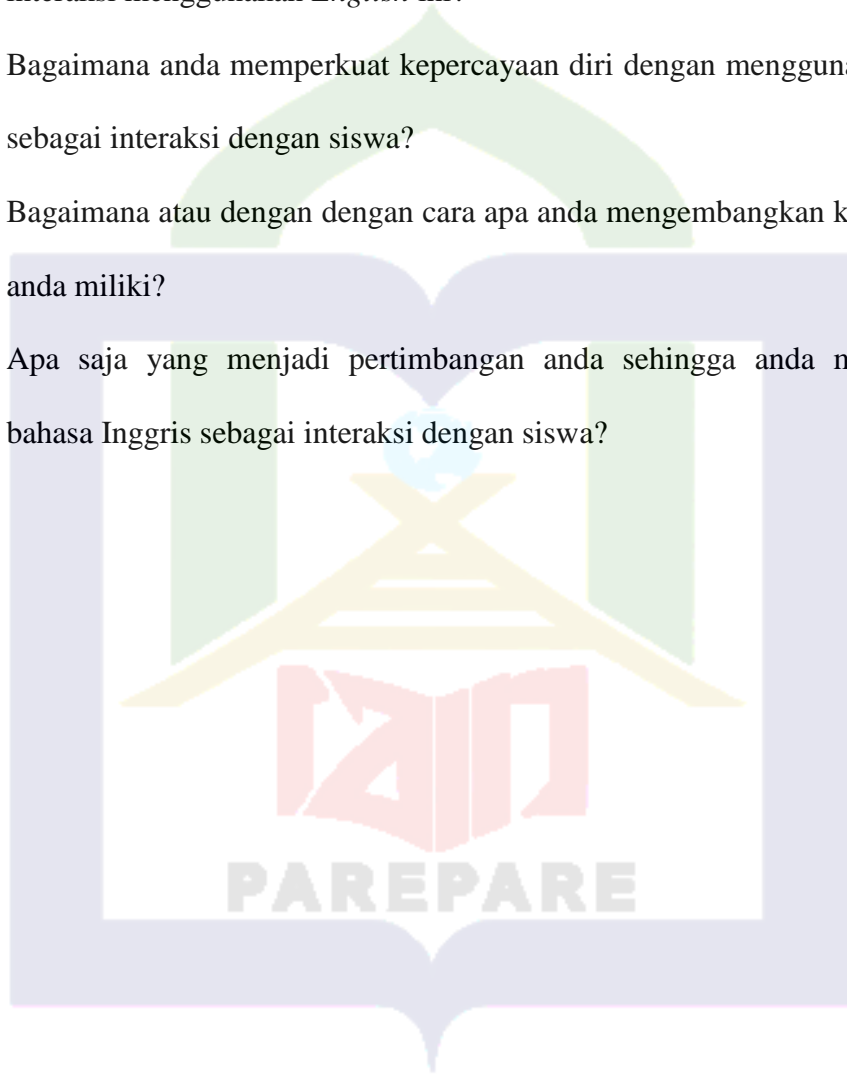 Bagaimana anda memperkuat kepercayaan diri dengan
sebagai interaksi dengan siswa?
Bagaimana atau dengan dengan cara apa anda mengembangkan
anda miliki?
Apa saja yang menjadi pertimbangan anda sehingga anda
bahasa Inggris sebagai interaksi dengan siswa?
iain
PAREPARE